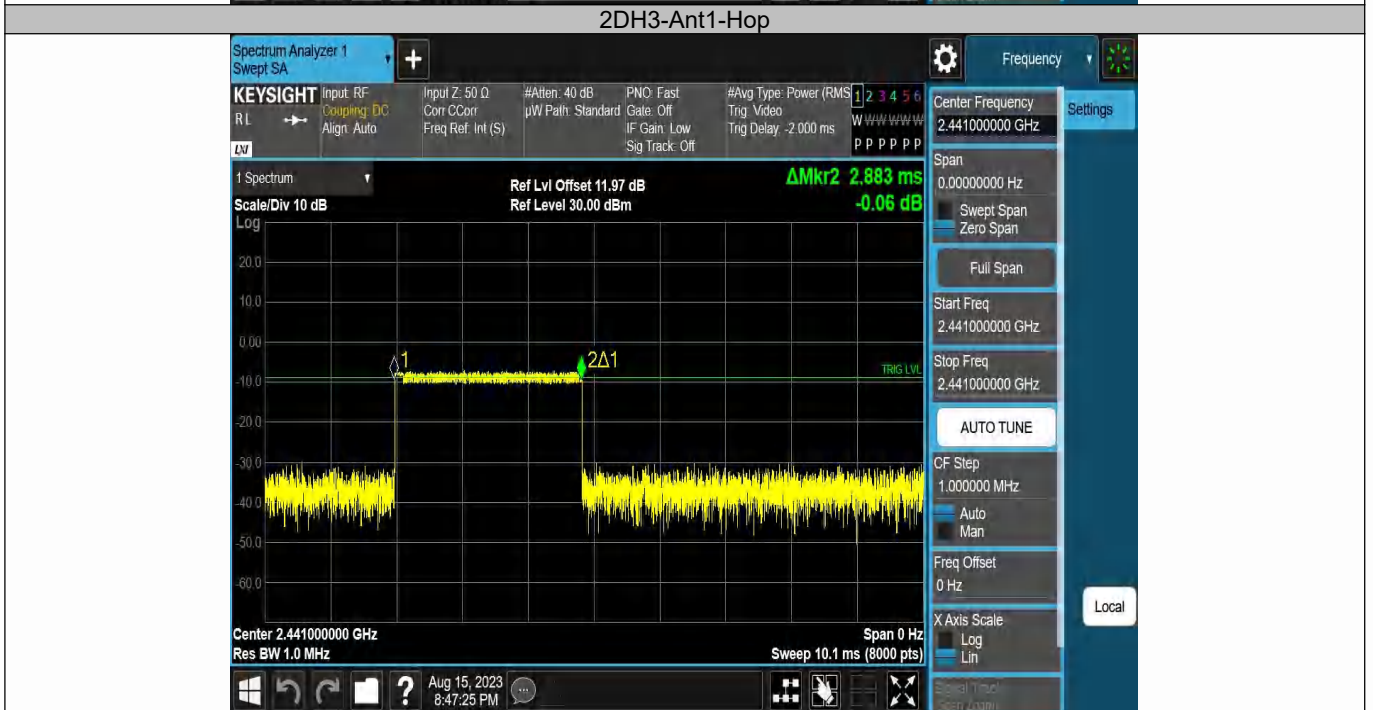 2DH3-Ant1-Hop
Spectrum Analyzer 1
Swept SA
Frequency
KEYSIGHT
RL
LXI
Input: RF
Coupling: DC
Align: Auto
Input Z: 50 Ω
Corr CCorr
Freq Ref: Int (S)
#Atten: 40 dB
µW Path: Standard
PNO: Fast
Gate: Off
IF Gain: Low
Sig Track: Off
#Avg Type: Power (RMS
Trig: Video
Trig Delay: -2.000 ms
1 2 3 4 5 6
W W W W W W
P P P P P P
1 Spectrum
Scale/Div 10 dB
Log
Ref Lvl Offset 11.97 dB
Ref Level 30.00 dBm
ΔMkr2 2.883 ms
-0.06 dB
20.0
10.0
0.00
-10.0
-20.0
-30.0
-40.0
-50.0
-60.0
1
2Δ1
TRIG LVL
Center 2.441000000 GHz
Res BW 1.0 MHz
Span 0 Hz
Sweep 10.1 ms (8000 pts)
Center Frequency
2.441000000 GHz
Settings
Span
0.00000000 Hz
Swept Span
Zero Span
Full Span
Start Freq
2.441000000 GHz
Stop Freq
2.441000000 GHz
AUTO TUNE
CF Step
1.000000 MHz
Auto
Man
Freq Offset
0 Hz
X Axis Scale
Log
Lin
Local
Signal Track
Aug 15, 2023
8:47:25 PM